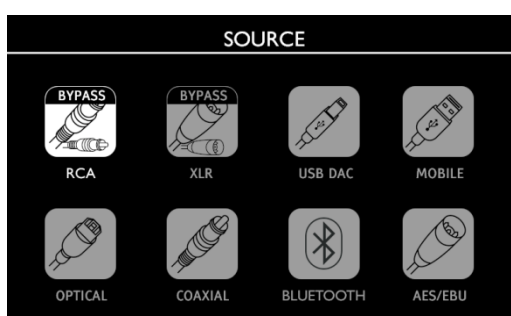 SOURCE
BYPASS BYPASS
RCA XLR USB DAC MOBILE
OPTICAL COAXIAL BLUETOOTH AES/EBU